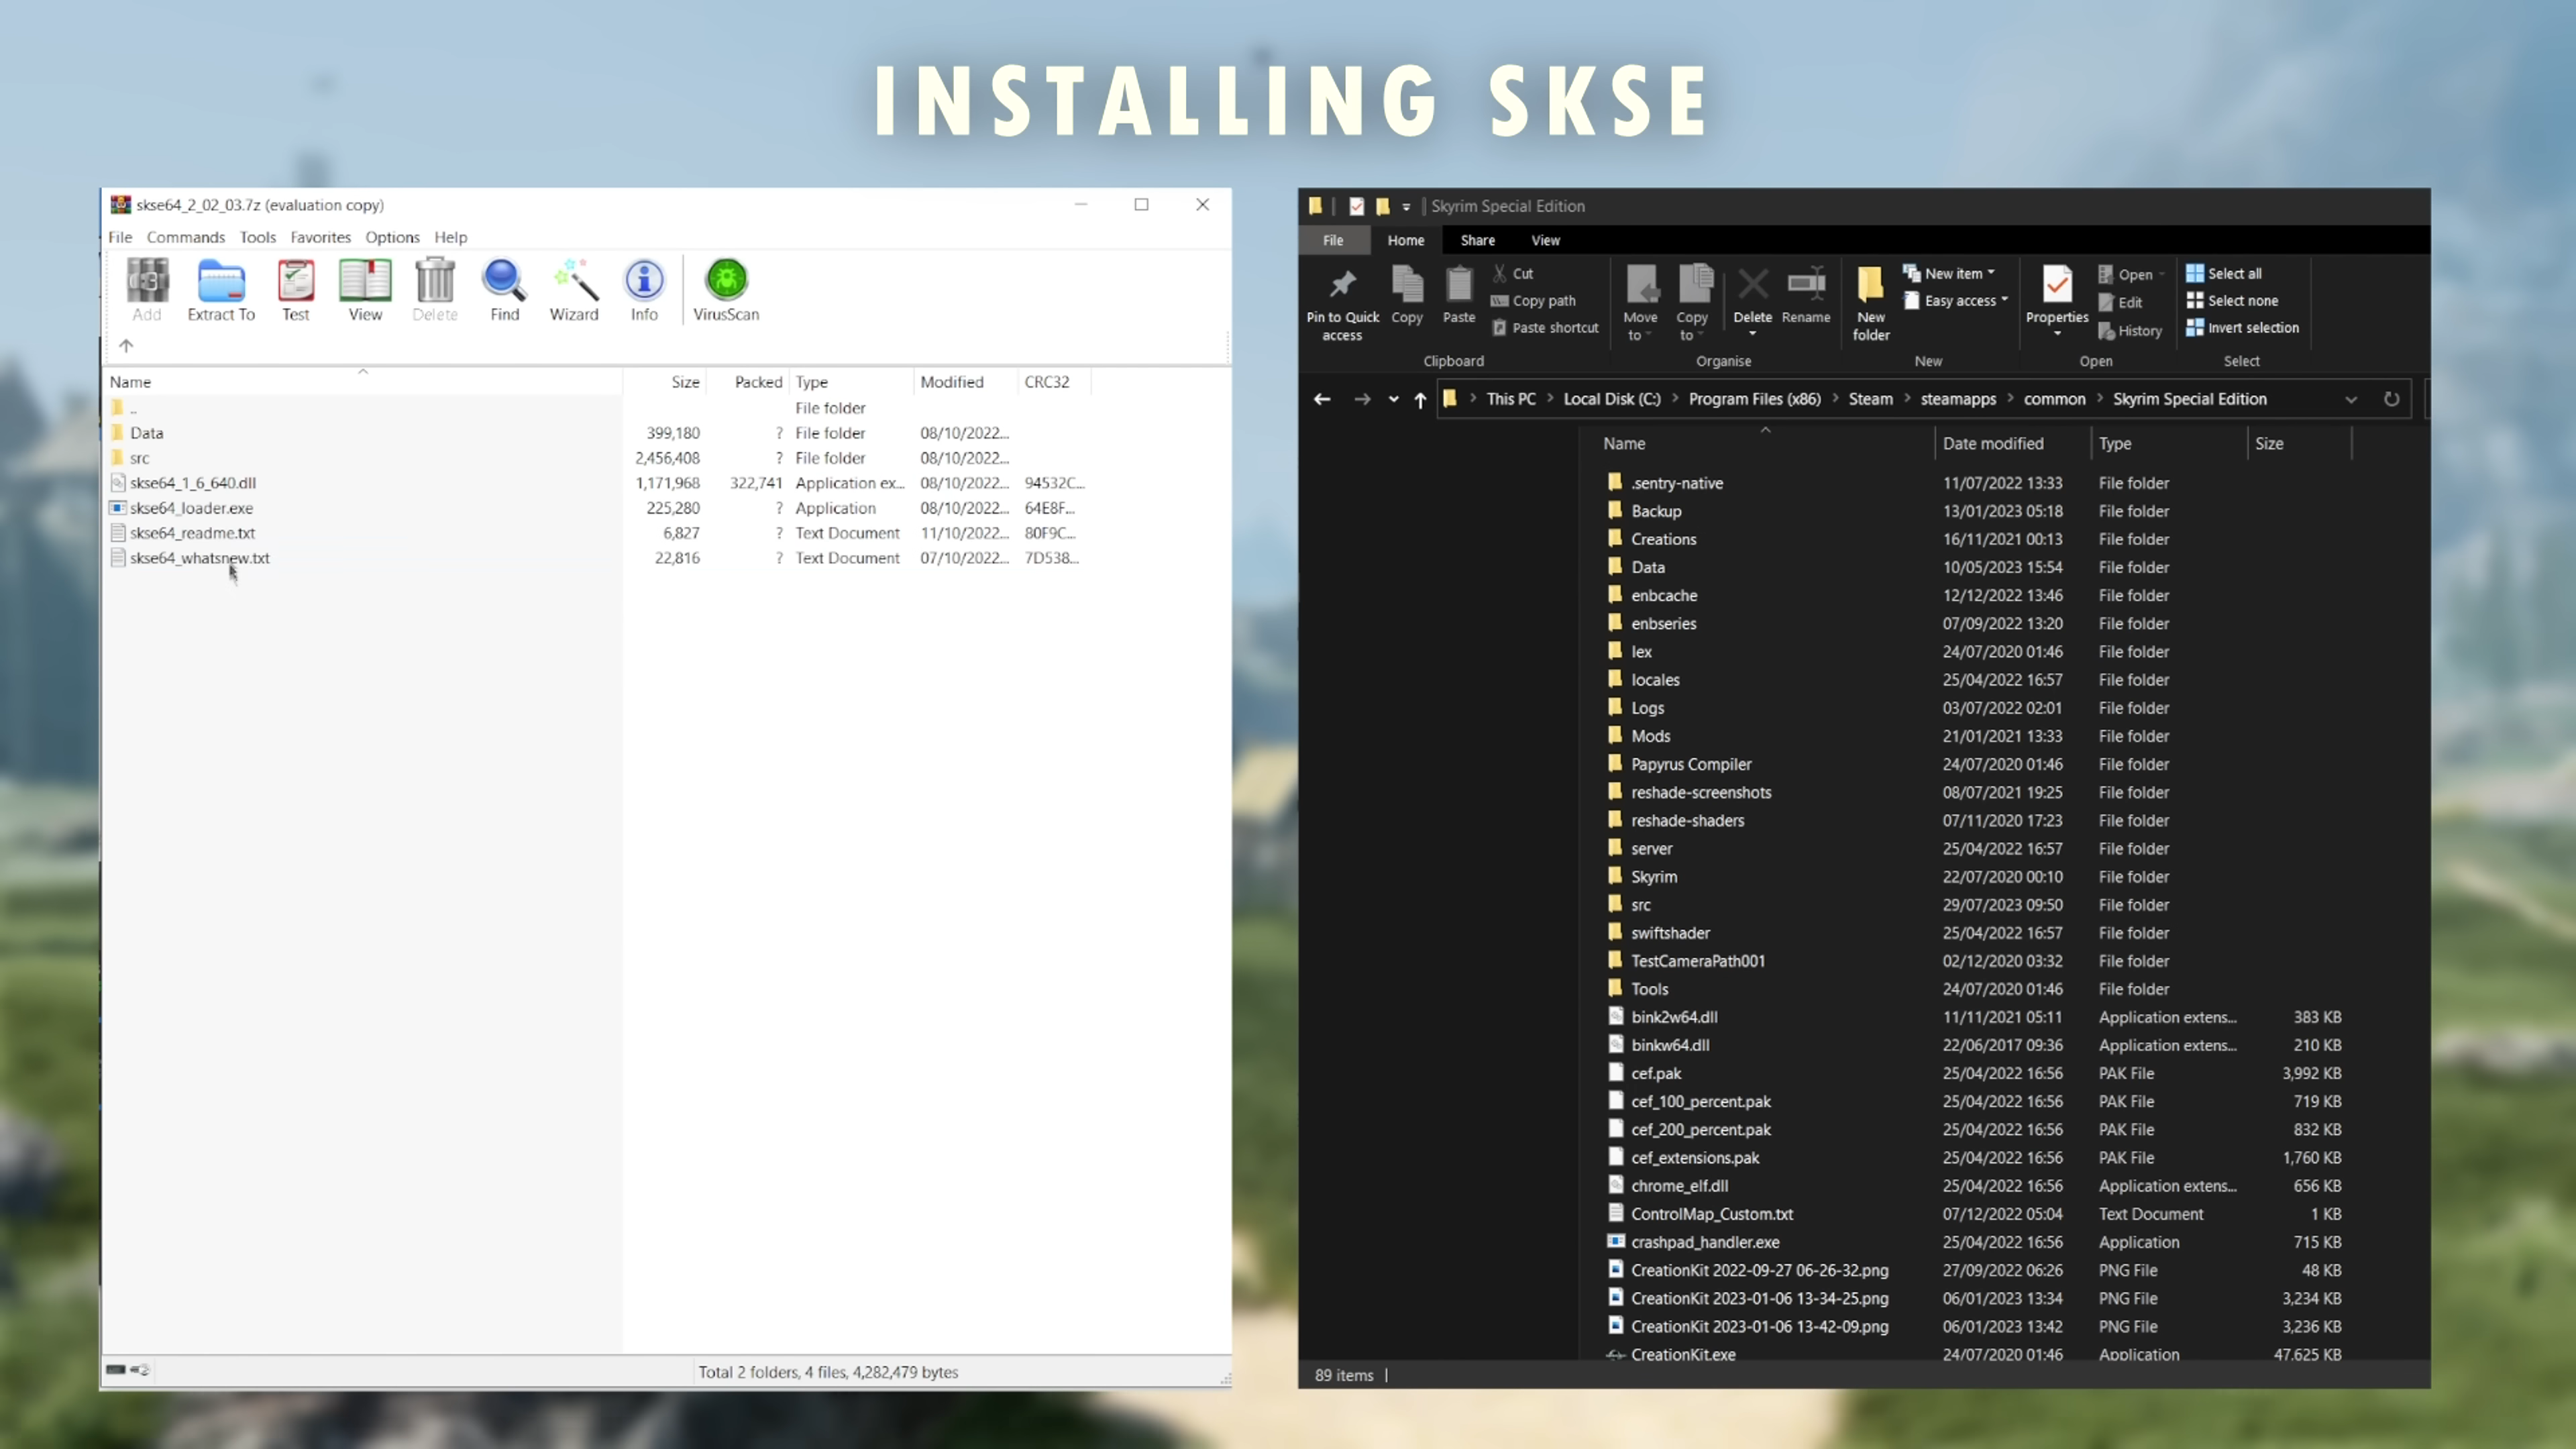 INSTALLING SKSE
skse64_2_02_03.7z (evaluation copy)
File Commands Tools Favorites Options Help
Add Extract To Test View Delete Find Wizard Info VirusScan
Name Size Packed Type Modified CRC32
.. File folder
Data 399,180 ? File folder 08/10/2022...
src 2,456,408 ? File folder 08/10/2022...
skse64_1_6_640.dll 1,171,968 322,741 Application ex... 08/10/2022... 94532C...
skse64_loader.exe 225,280 ? Application 08/10/2022... 64E8F...
skse64_readme.txt 6,827 ? Text Document 11/10/2022... 80F9C...
skse64_whatsnew.txt 22,816 ? Text Document 07/10/2022... 7D538...
Total 2 folders, 4 files, 4,282,479 bytes
Skyrim Special Edition
File Home Share View
Pin to Quick access Copy Paste Cut Copy path Paste shortcut
Move to Copy to Delete Rename New folder New item Easy access
Properties Open Edit History Select all Select none Invert selection
Clipboard Organise New Open Select
This PC > Local Disk (C:) > Program Files (x86) > Steam > steamapps > common > Skyrim Special Edition
Name Date modified Type Size
.sentry-native 11/07/2022 13:33 File folder
Backup 13/01/2023 05:18 File folder
Creations 16/11/2021 00:13 File folder
Data 10/05/2023 15:54 File folder
enbcache 12/12/2022 13:46 File folder
enbseries 07/09/2022 13:20 File folder
lex 24/07/2020 01:46 File folder
locales 25/04/2022 16:57 File folder
Logs 03/07/2022 02:01 File folder
Mods 21/01/2021 13:33 File folder
Papyrus Compiler 24/07/2020 01:46 File folder
reshade-screenshots 08/07/2021 19:25 File folder
reshade-shaders 07/11/2020 17:23 File folder
server 25/04/2022 16:57 File folder
Skyrim 22/07/2020 00:10 File folder
src 29/07/2023 09:50 File folder
swiftshader 25/04/2022 16:57 File folder
TestCameraPath001 02/12/2020 03:32 File folder
Tools 24/07/2020 01:46 File folder
bink2w64.dll 11/11/2021 05:11 Application extens... 383 KB
binkw64.dll 22/06/2017 09:36 Application extens... 210 KB
cef.pak 25/04/2022 16:56 PAK File 3,992 KB
cef_100_percent.pak 25/04/2022 16:56 PAK File 719 KB
cef_200_percent.pak 25/04/2022 16:56 PAK File 832 KB
cef_extensions.pak 25/04/2022 16:56 PAK File 1,760 KB
chrome_elf.dll 25/04/2022 16:56 Application extens... 656 KB
ControlMap_Custom.txt 07/12/2022 05:04 Text Document 1 KB
crashpad_handler.exe 25/04/2022 16:56 Application 715 KB
CreationKit 2022-09-27 06-26-32.png 27/09/2022 06:26 PNG File 48 KB
CreationKit 2023-01-06 13-34-25.png 06/01/2023 13:34 PNG File 3,234 KB
CreationKit 2023-01-06 13-42-09.png 06/01/2023 13:42 PNG File 3,236 KB
CreationKit.exe 24/07/2020 01:46 Application 47,625 KB
89 items